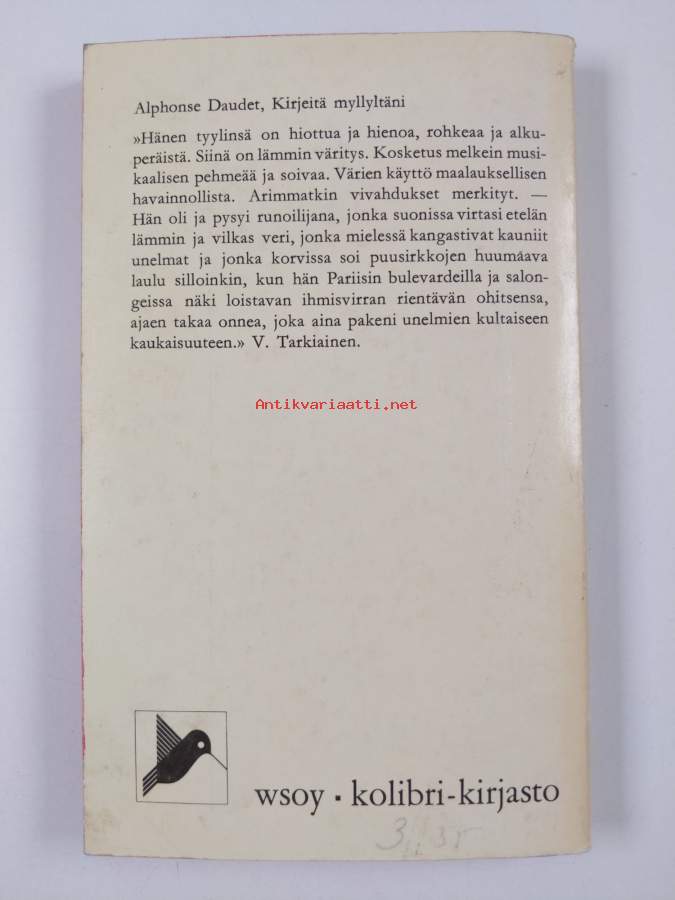 Alphonse Daudet, Kirjeitä myllyltäni
»Hänen tyylinsä on hiottua ja hienoa, rohkeaa ja alku-
peräistä. Siinä on lämmin väritys. Kosketus melkein musi-
kaalisen pehmeää ja soivaa. Värien käyttö maalauksellisen
havainnollista. Arimmatkin vivahdukset merkityt. —
Hän oli ja pysyi runoilijana, jonka suonissa virtasi etelän
lämmin ja vilkas veri, jonka mielessä kangastivat kauniit
unelmat ja jonka korvissa soi puusirkkojen huumaava
laulu silloinkin, kun hän Pariisin bulevardeilla ja salon-
geissa näki loistavan ihmisvirran rientävän ohitsensa,
ajaen takaa onnea, joka aina pakeni unelmien kultaiseen
kaukaisuuteen.» V. Tarkiainen.
Antikvariaatti.net
wsoy ▪ kolibri-kirjasto